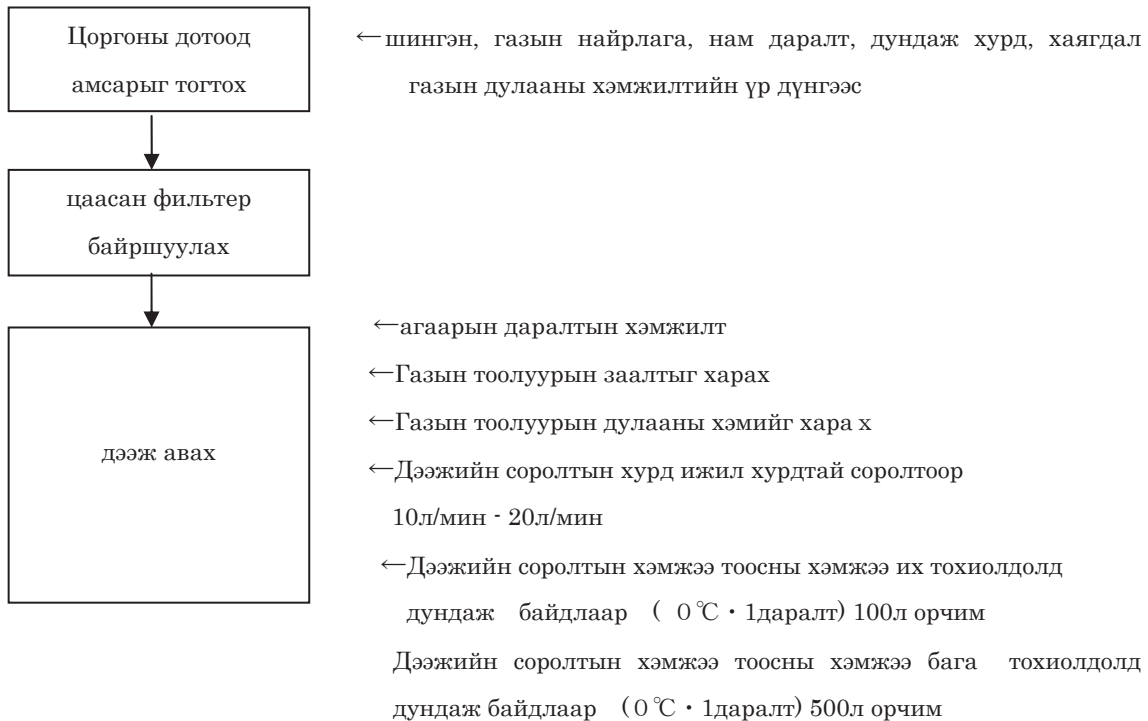 Цоргоны дотоод
амсарыг тогтох
←шингэн, газын найрлага, нам даралт, дундаж хурд, хаягдал
газын дулааны хэмжилтийн үр дүнгээс
цаасан фильтер
байршуулах
дээж авах
←агаарын даралтын хэмжилт
←Газын тоолуурын заалтыг харах
←Газын тоолуурын дулааны хэмийг хара х
←Дээжийн соролтын хурд ижил хурдтай соролтоор
10л/мин - 20л/мин
←Дээжийн соролтын хэмжээ тоосны хэмжээ их тохиолдолд
дундаж байдлаар ( 0℃・1даралт) 100л орчим
Дээжийн соролтын хэмжээ тоосны хэмжээ бага тохиолдолд
дундаж байдлаар (0℃・1даралт) 500л орчим